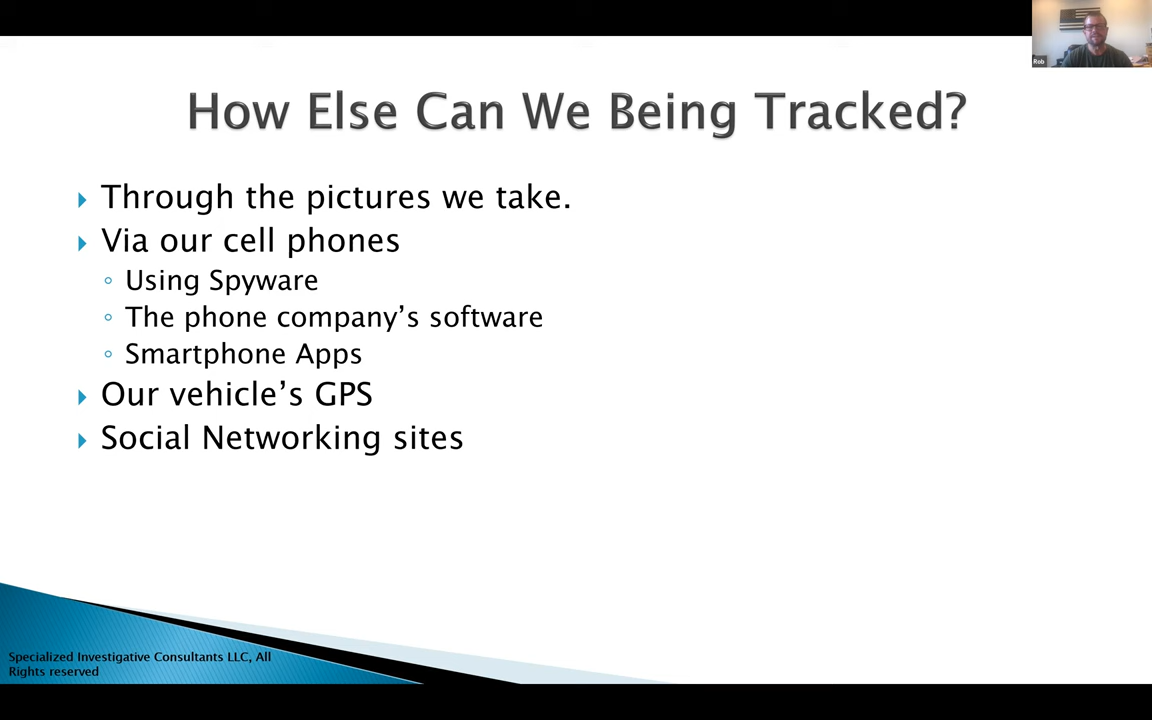 Rob
How Else Can We Being Tracked?
Through the pictures we take.
Via our cell phones
Using Spyware
The phone company’s software
Smartphone Apps
Our vehicle’s GPS
Social Networking sites
Specialized Investigative Consultants LLC, All
Rights reserved